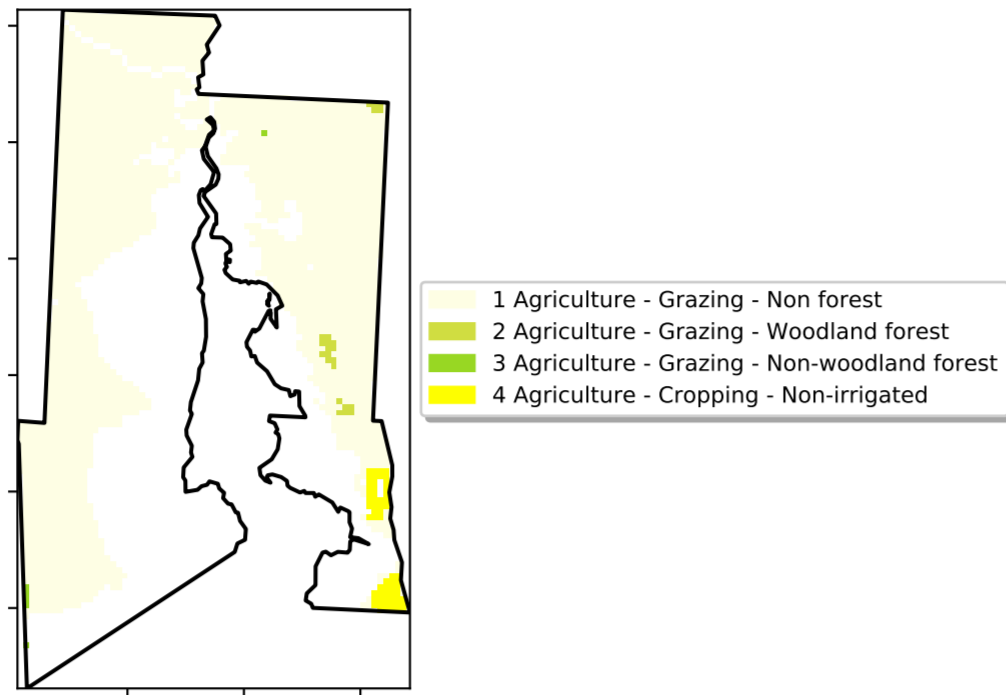 1 Agriculture - Grazing - Non forest
2 Agriculture - Grazing - Woodland forest
3 Agriculture - Grazing - Non-woodland forest
4 Agriculture - Cropping - Non-irrigated